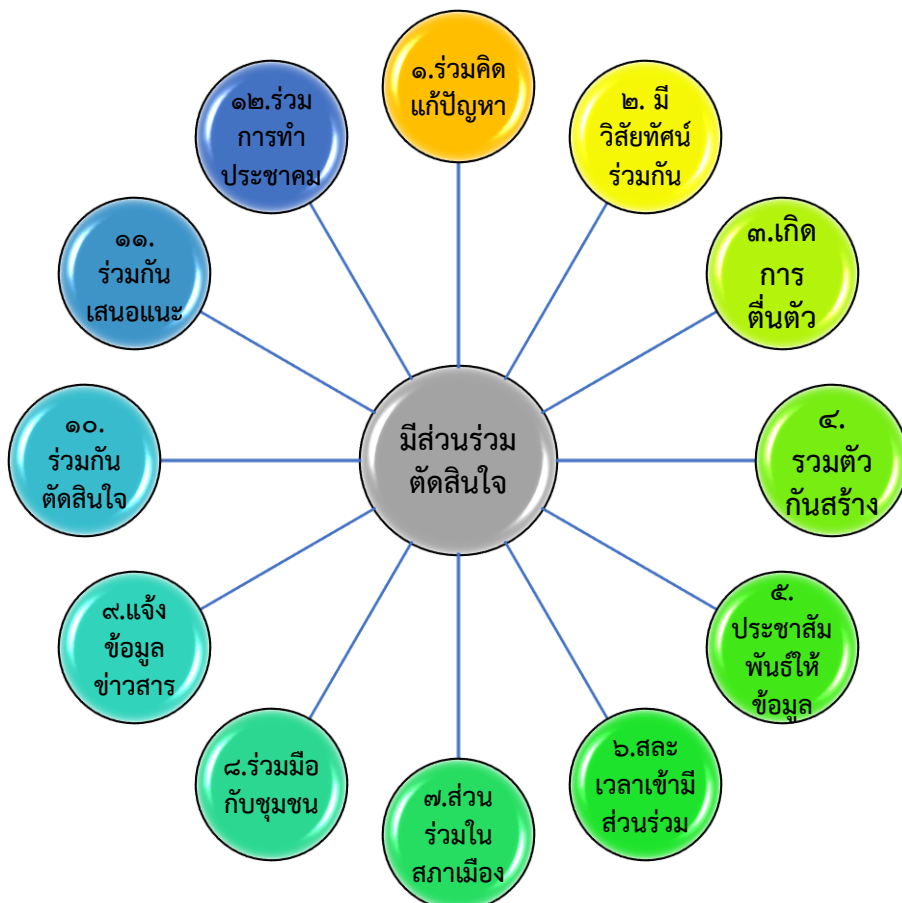 ๑.ร่วมคิด
แก้ปัญหา
๒. มี
วิสัยทัศน์
ร่วมกัน
๓.เกิด
การ
ตื่นตัว
๔.
รวมตัว
กันสร้าง
๕.
ประชาสัม
พันธ์ให้
ข้อมูล
๖.สละ
เวลาเข้ามี
ส่วนร่วม
๗.ส่วน
ร่วมใน
สภาเมือง
๘.ร่วมมือ
กับชุมชน
๙.แจ้ง
ข้อมูล
ข่าวสาร
๑๐.
ร่วมกัน
ตัดสินใจ
๑๑.
ร่วมกัน
เสนอแนะ
๑๒.ร่วม
การทำ
ประชาคม
มีส่วนร่วม
ตัดสินใจ